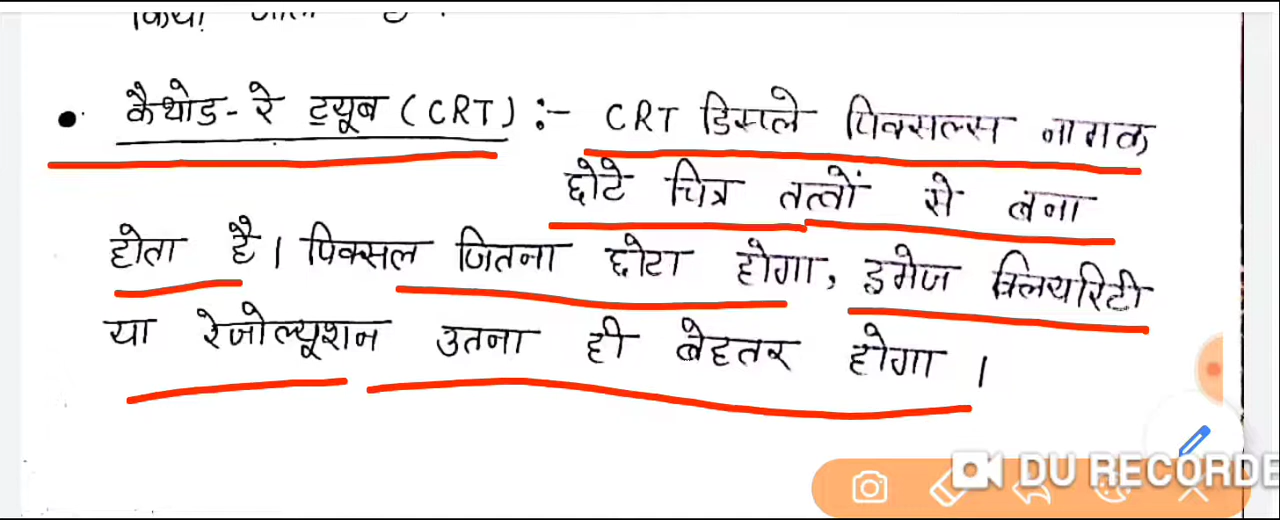 • कैथोड-रे ट्यूब (CRT) :- CRT डिस्प्ले पिक्सल्स नामक
छोटे चित्र तत्वों से बना
होता है। पिक्सल जितना छोटा होगा, इमेज क्लियरिटी
या रेजोल्यूशन उतना ही बेहतर होगा ।
DU RECORDE